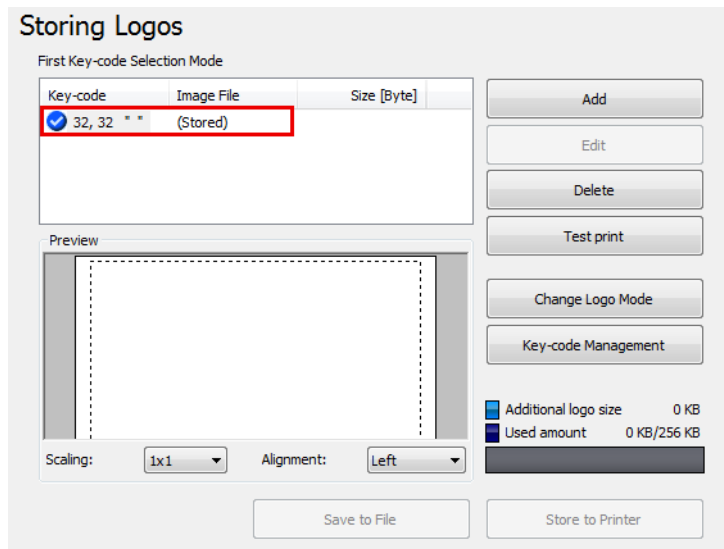 Storing Logos
First Key-code Selection Mode
Key-code Image File Size [Byte]
32, 32 " " (Stored)
Add
Edit
Delete
Test print
Preview
Change Logo Mode
Key-code Management
Additional logo size 0 KB
Used amount 0 KB/256 KB
Scaling: 1x1 Alignment: Left
Save to File
Store to Printer